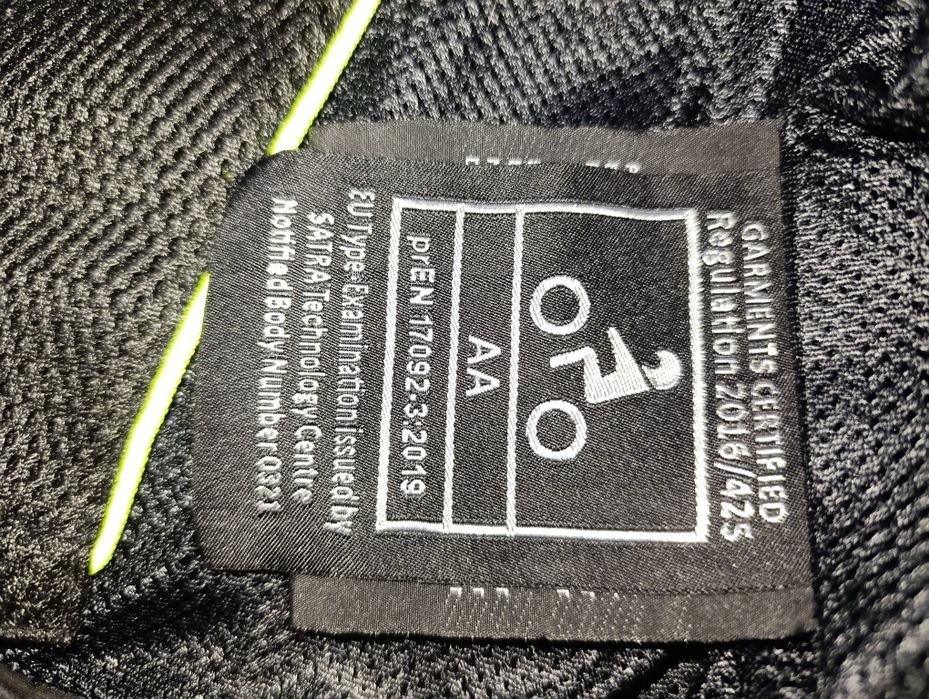 GARMENTS CERTIFIED
Regulation 2016/425
AA
prEN 17092-3:2019
EU Type-Examination Isued by
SATRA Technology Centre
Notified Body Number 0321